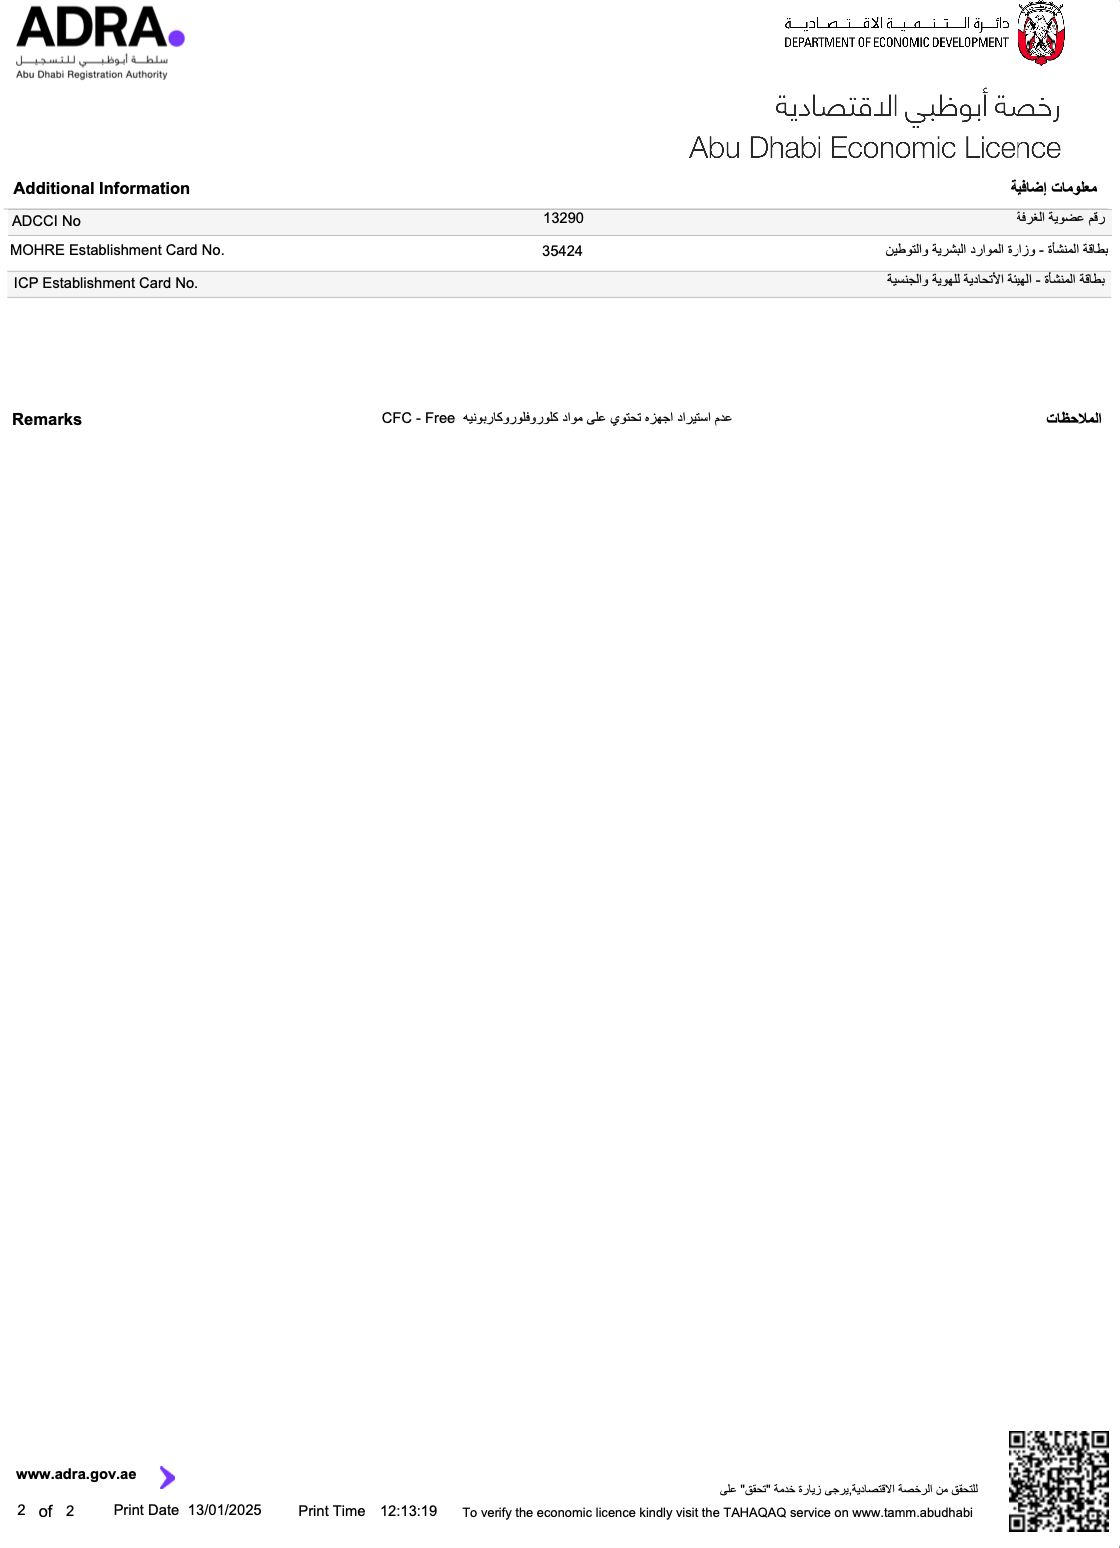 ADRA.
سلطة أبوظبي للتسجيل
Abu Dhabi Registration Authority
دائرة التنمية الاقتصادية
DEPARTMENT OF ECONOMIC DEVELOPMENT
رخصة أبوظبي الاقتصادية
Abu Dhabi Economic Licence
Additional Information معلومات إضافية
ADCCI No 13290 رقم عضوية الغرفة
MOHRE Establishment Card No. 35424 بطاقة المنشأة - وزارة الموارد البشرية والتوطين
ICP Establishment Card No. بطاقة المنشأة - الهيئة الأتحادية للهوية والجنسية
Remarks عدم استيراد اجهزه تحتوي على مواد كلوروفلوروكاربونيه CFC - Free الملاحظات
www.adra.gov.ae
للتحقق من الرخصة الاقتصادية,يرجى زيارة خدمة "تحقق" على
2 of 2 Print Date 13/01/2025 Print Time 12:13:19 To verify the economic licence kindly visit the TAHAQAQ service on www.tamm.abudhabi